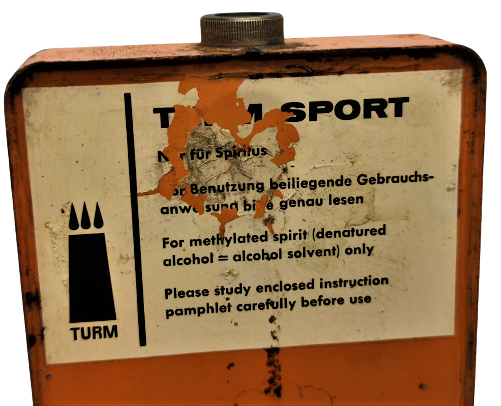 SPORT
für Spiritus
Benutzung beiliegende Gebrauchs-
genau lesen
For methylated spirit (denatured
alcohol = alcohol solvent) only
Please study enclosed instruction
pamphlet carefully before use
TURM